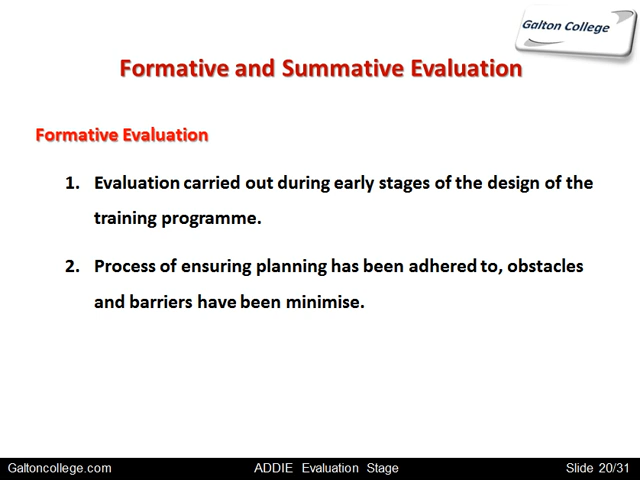 Galton College
Formative and Summative Evaluation
Formative Evaluation
1. Evaluation carried out during early stages of the design of the
training programme.
2. Process of ensuring planning has been adhered to, obstacles
and barriers have been minimise.
Galtoncollege.com ADDIE Evaluation Stage Slide 20/31